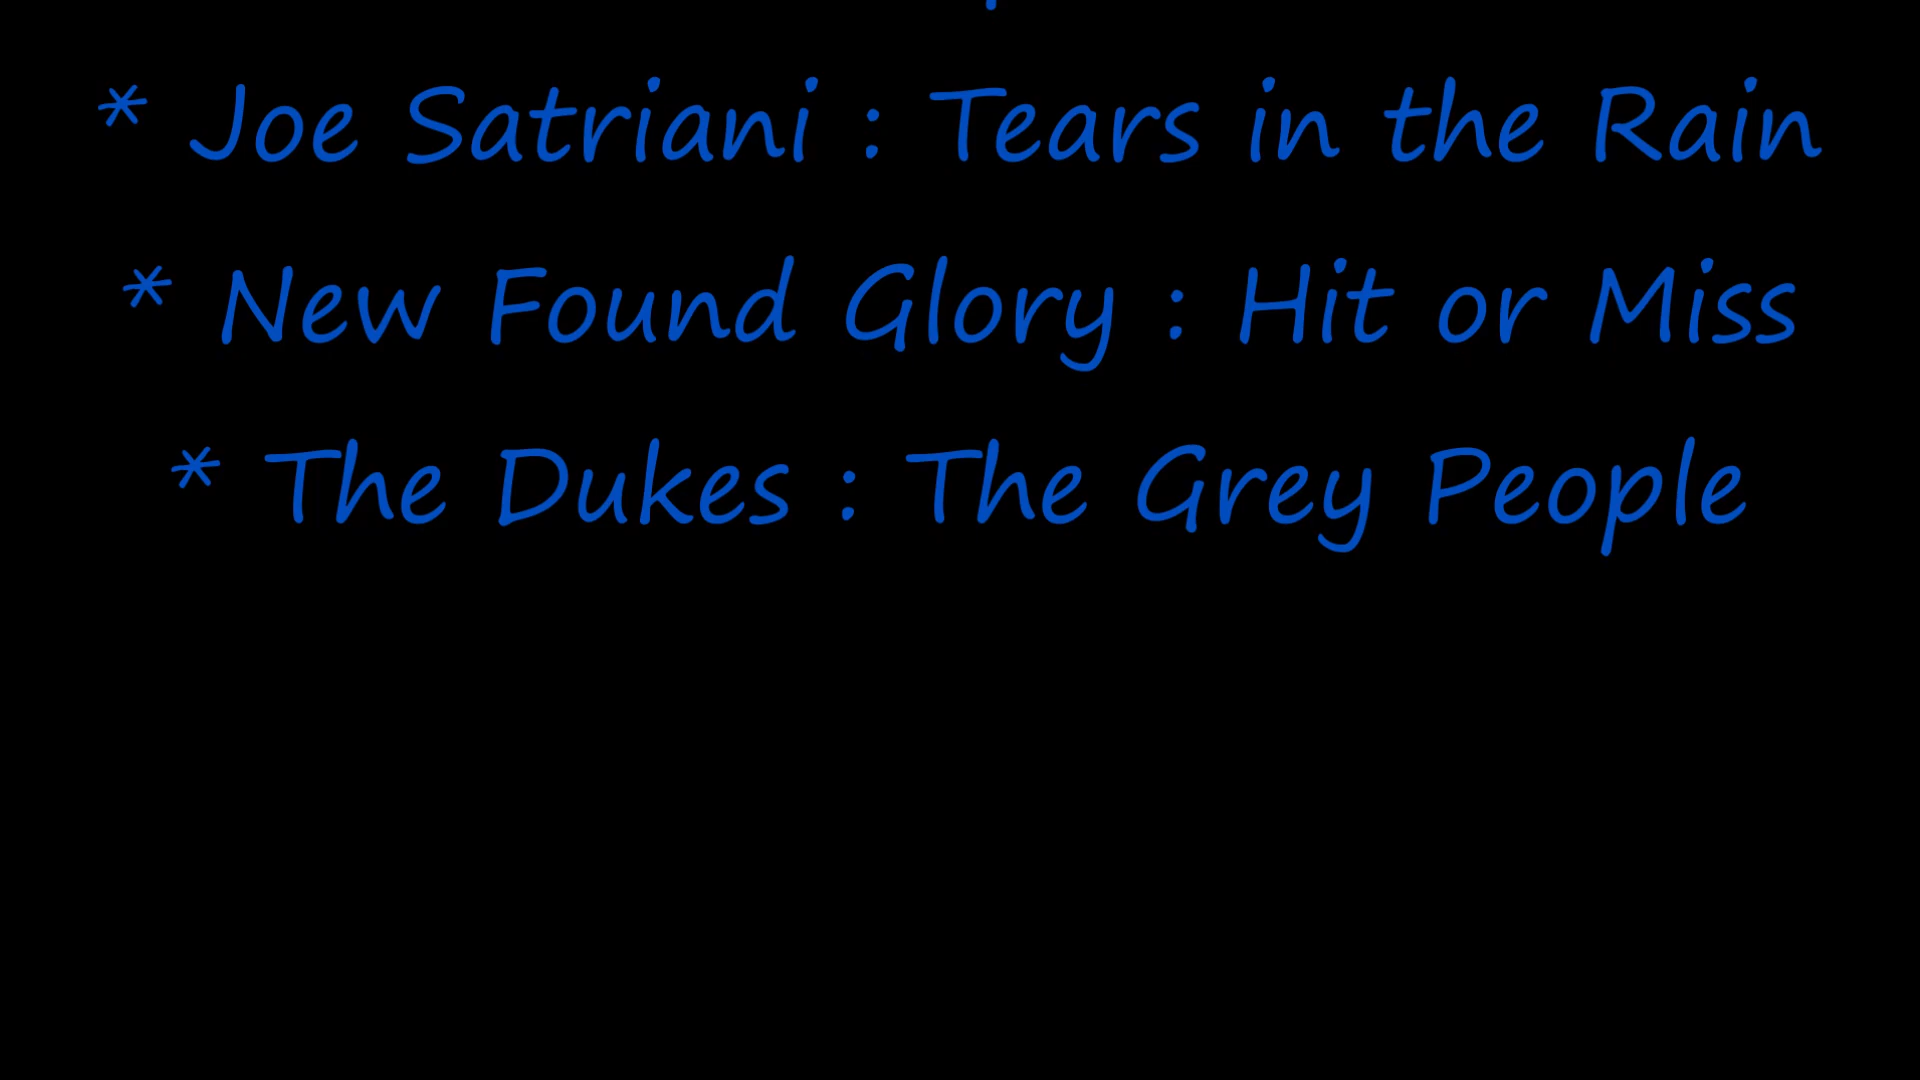 * Joe Satriani : Tears in the Rain
* New Found Glory : Hit or Miss
* The Dukes : The Grey People